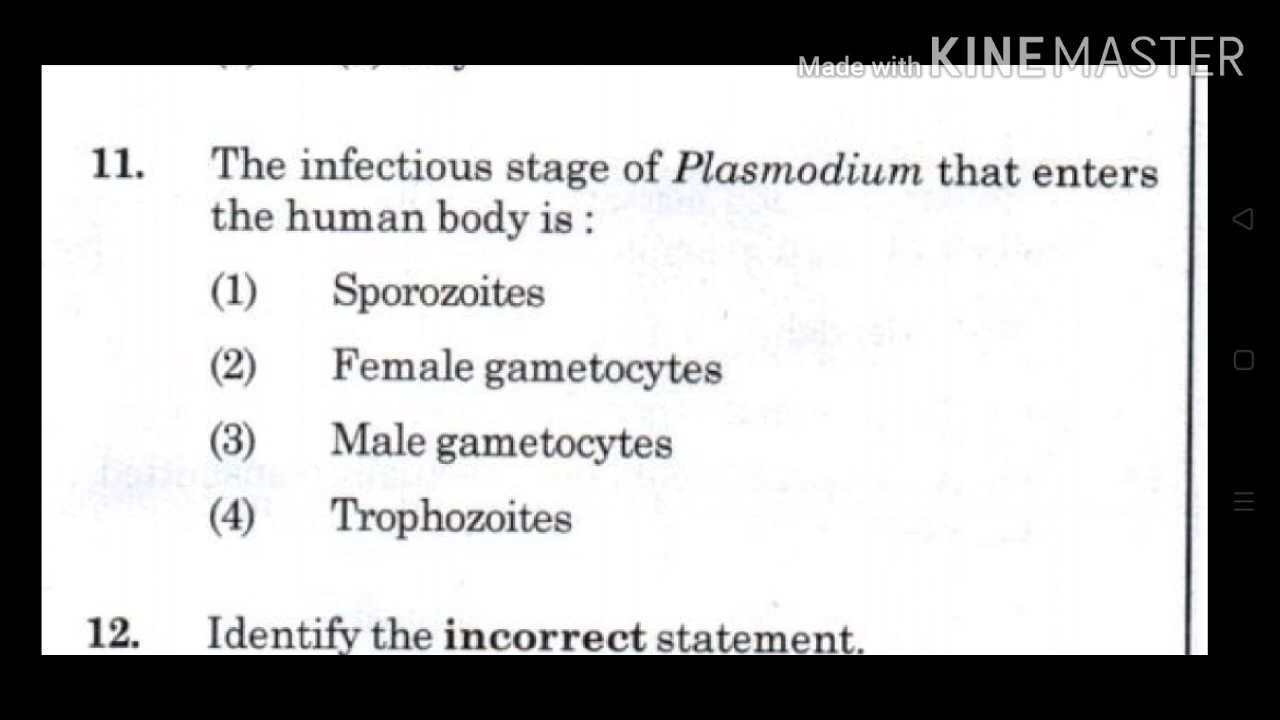 Made with KINEMASTER
11. The infectious stage of Plasmodium that enters
the human body is :
(1) Sporozoites
(2) Female gametocytes
(3) Male gametocytes
(4) Trophozoites
12. Identify the incorrect statement.